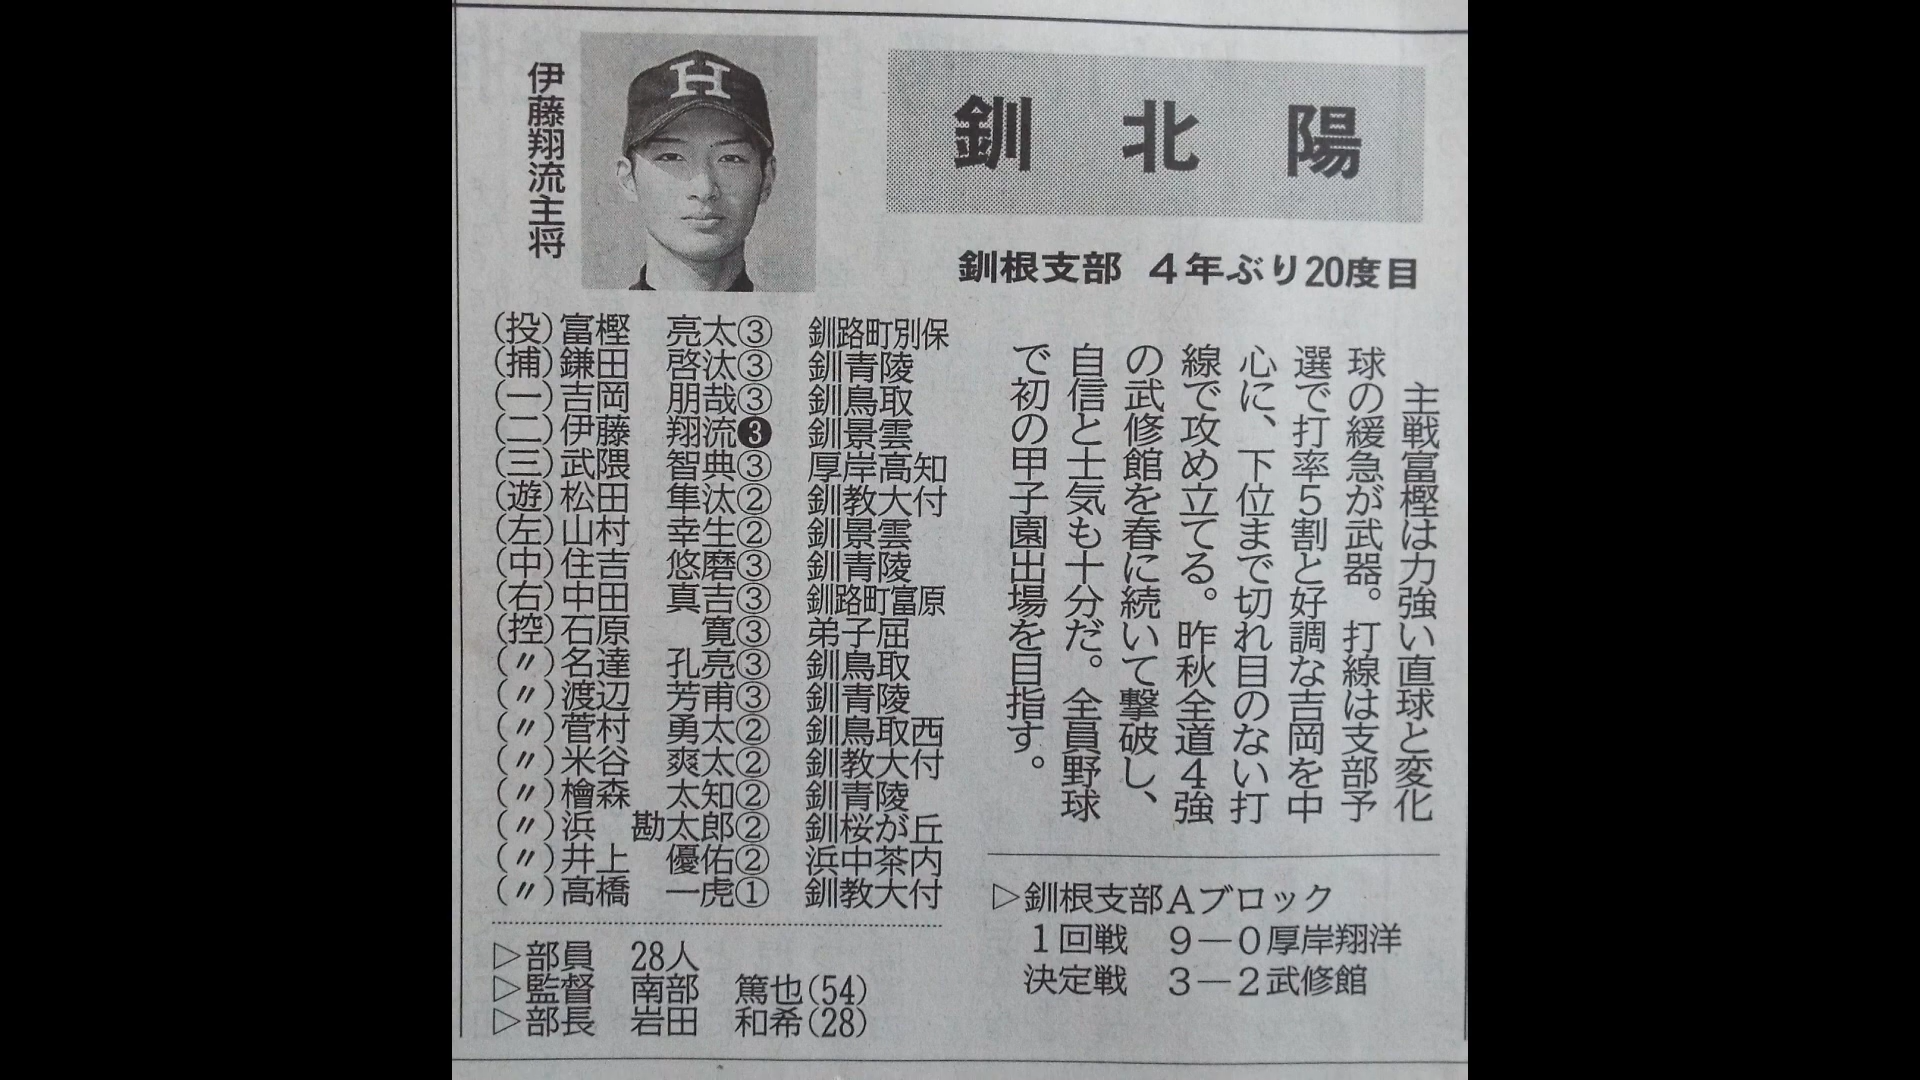 釧北陽
釧根支部 4年ぶり20度目
伊藤翔流主将
H
主戦富樫は力強い直球と変化
球の緩急が武器。打線は支部予
選で打率5割と好調な吉岡を中
心に、下位まで切れ目のない打
線で攻め立てる。昨秋全道4強
の武修館を春に続いて撃破し、
自信と士気も十分だ。全員野球
で初の甲子園出場を目指す。
(投)富樫 亮太③ 釧路町別保
(捕)鎌田 啓汰③ 釧青陵
(一)吉岡 朋哉③ 釧鳥取
(二)伊藤 翔流❸ 釧景雲
(三)武隈 智典③ 厚岸高知
(遊)松田 隼汰② 釧教大付
(左)山村 幸生② 釧景雲
(中)住吉 悠磨③ 釧青陵
(右)中田 真吉③ 釧路町富原
(控)石原 寛③ 弟子屈
(〃)名達 孔亮③ 釧鳥取
(〃)渡辺 芳甫③ 釧青陵
(〃)菅村 勇太② 釧鳥取西
(〃)米谷 爽太② 釧教大付
(〃)檜森 太知② 釧青陵
(〃)浜 勘太郎② 釧桜が丘
(〃)井上 優佑② 浜中茶内
(〃)高橋 一虎① 釧教大付
▷部員 28人
▷監督 南部 篤也(54)
▷部長 岩田 和希(28)
▷釧根支部Aブロック
1回戦 9―0厚岸翔洋
決定戦 3―2武修館